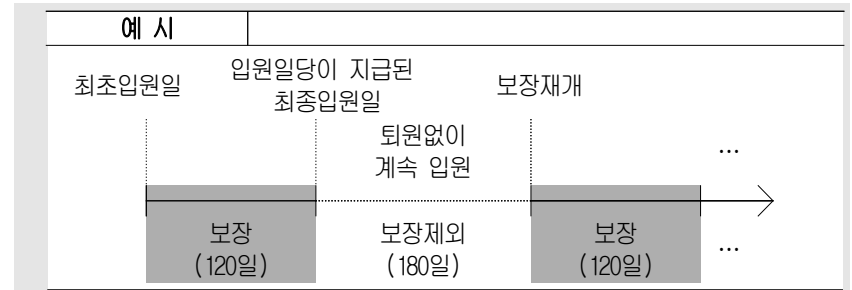 예 시
최초입원일
입원일당이 지급된
최종입원일
보장재개
퇴원없이
계속 입원
...
보장
(120일)
보장제외
(180일)
보장
(120일)
...